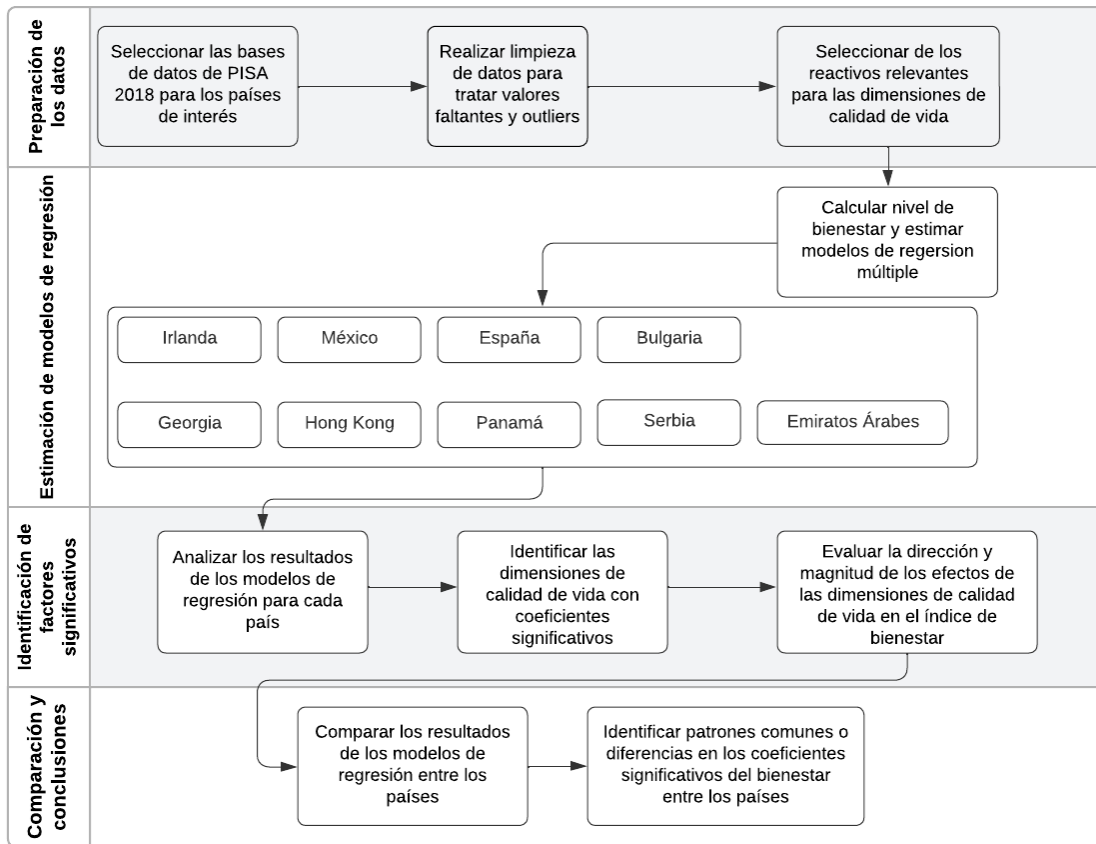 Preparación de
los datos
Seleccionar las bases
de datos de PISA
2018 para los países
de interés
Realizar limpieza
de datos para
tratar valores
faltantes y outliers
Seleccionar de los
reactivos relevantes
para las dimensiones de
calidad de vida
Estimación de modelos de regresión
Calcular nivel de
bienestar y estimar
modelos de regersion
múltiple
Irlanda
México
España
Bulgaria
Georgia
Hong Kong
Panamá
Serbia
Emiratos Árabes
Identificación de
factores
significativos
Analizar los resultados
de los modelos de
regresión para cada
país
Identificar las
dimensiones de
calidad de vida con
coeficientes
significativos
Evaluar la dirección y
magnitud de los efectos de
las dimensiones de calidad
de vida en el índice de
bienestar
Comparación y
conclusiones
Comparar los resultados
de los modelos de
regresión entre los
países
Identificar patrones comunes o
diferencias en los coeficientes
significativos del bienestar
entre los países